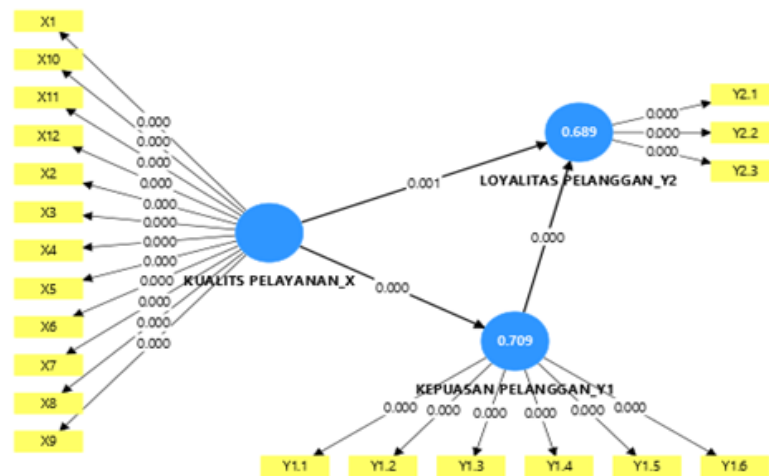 X1
X10
X11
X12
X2
X3
X4
X5
X6
X7
X8
X9
0.000
0.000
0.000
0.000
0.000
0.000
0.000
0.000
0.000
0.000
0.000
0.000
KUALITS PELAYANAN_X
0.001
0.000
0.689
LOYALITAS PELANGGAN_Y2
0.000
0.000
0.000
Y2.1
Y2.2
Y2.3
0.000
0.709
KEPUASAN PELANGGAN_Y1
0.000
0.000
0.000
0.000
0.000
0.000
Y1.1
Y1.2
Y1.3
Y1.4
Y1.5
Y1.6